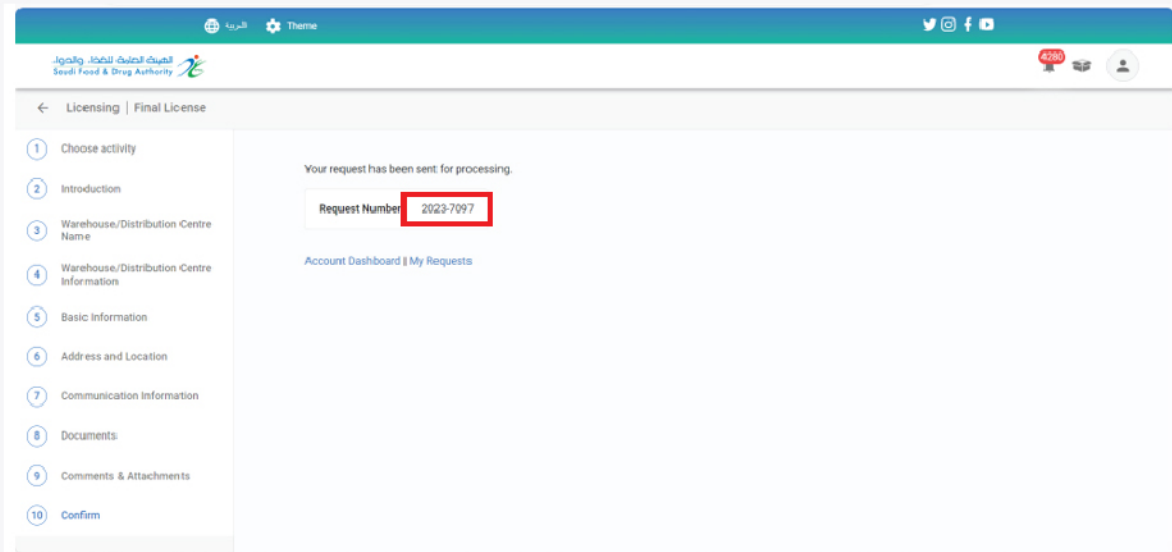 العربية
Theme
الهيئة العامة للغذاء والدواء
Saudi Food & Drug Authority
4280
Licensing | Final License
1 Choose activity
2 Introduction
3 Warehouse/Distribution Centre
Name
4 Warehouse/Distribution Centre
Information
5 Basic Information
6 Address and Location
7 Communication Information
8 Documents
9 Comments & Attachments
10 Confirm
Your request has been sent for processing.
Request Number 2023-7097
Account Dashboard || My Requests